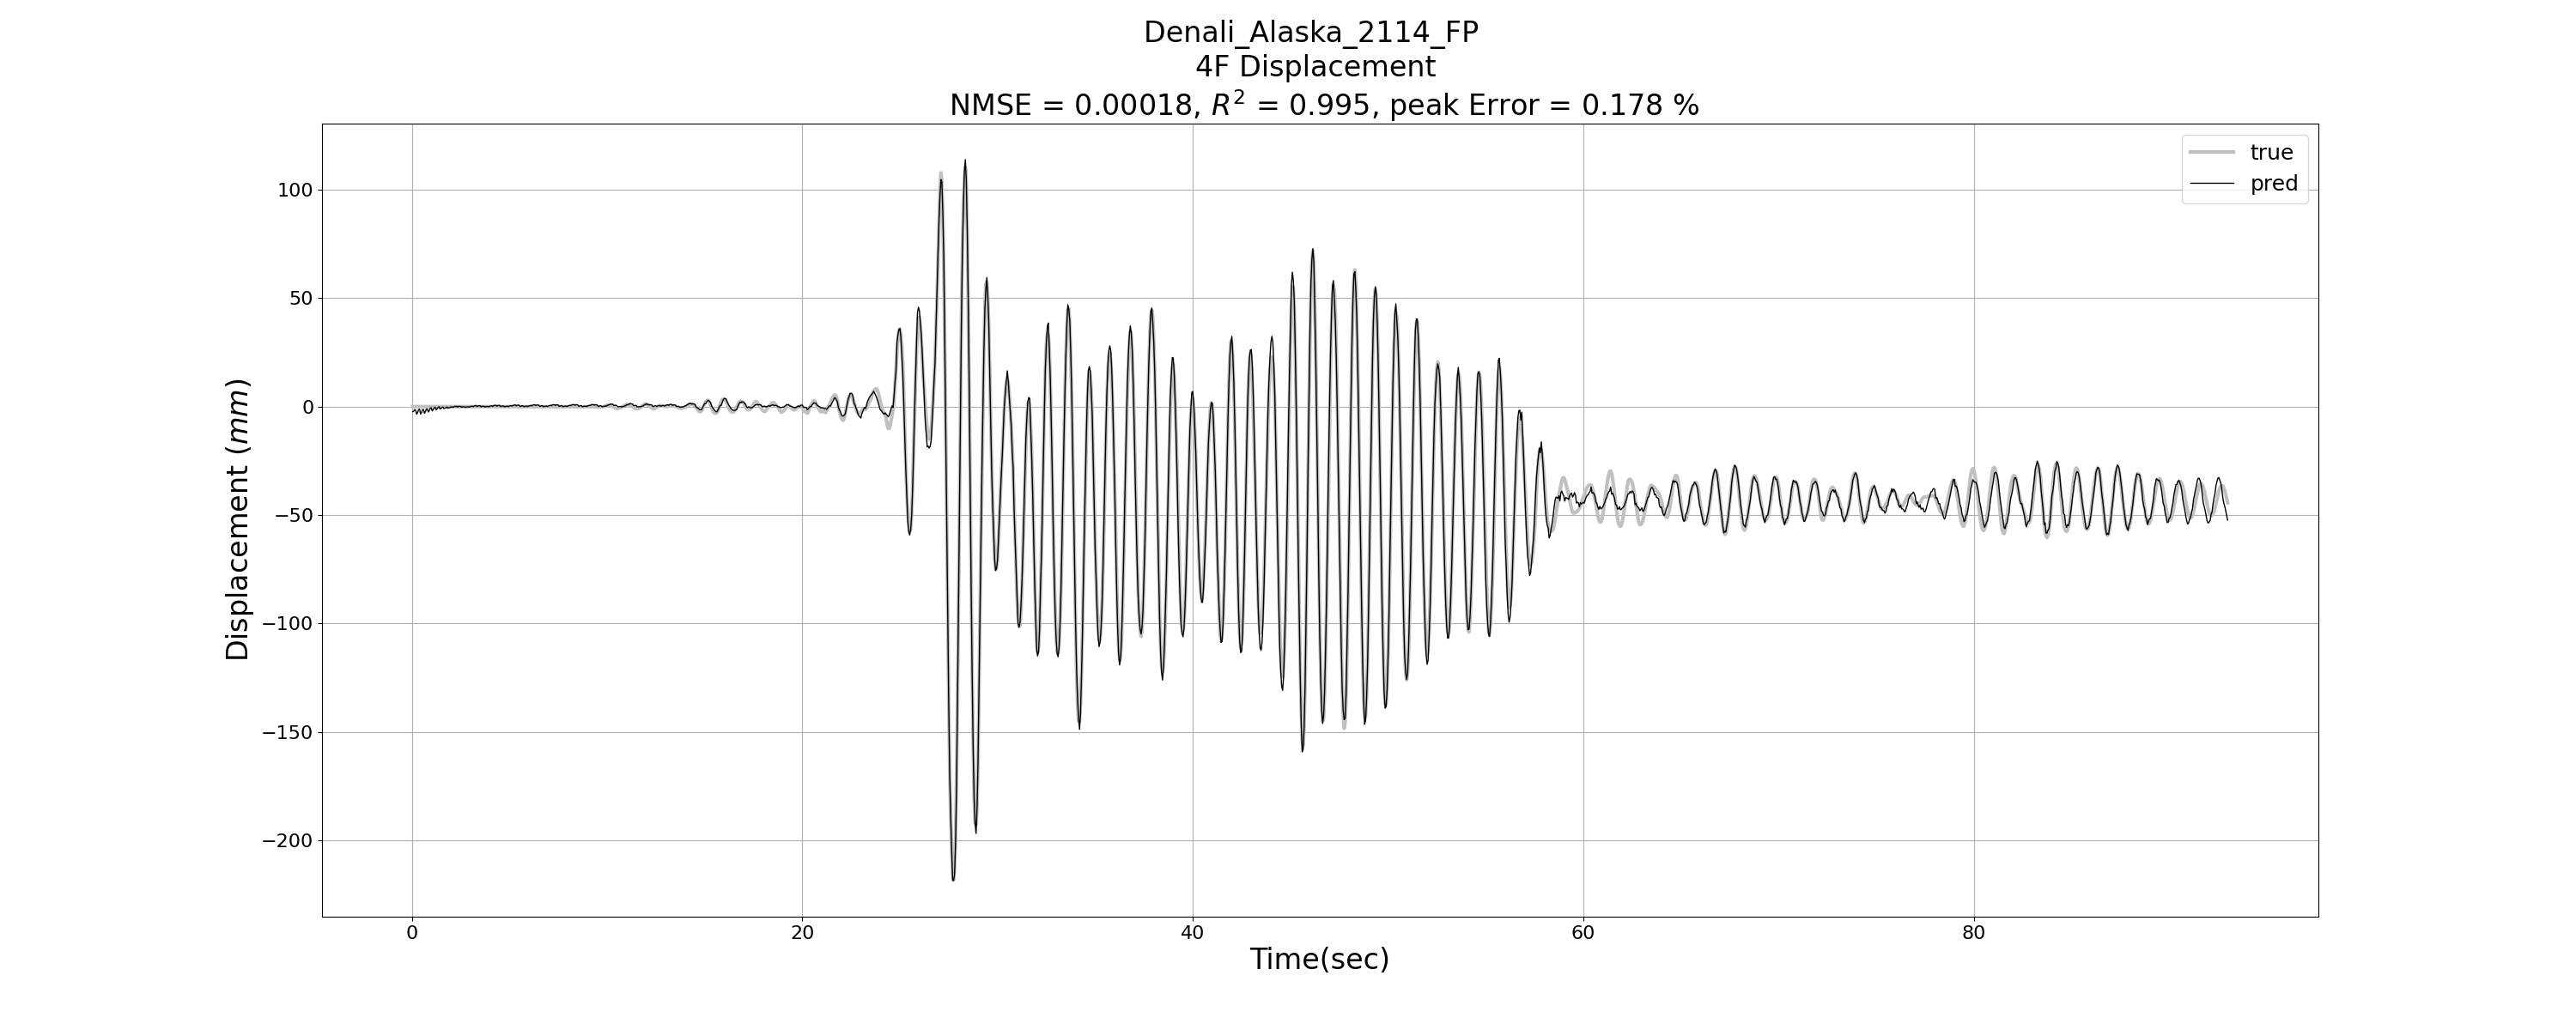 Denali_Alaska_2114_FP
4F Displacement
NMSE = 0.00018, R² = 0.995, peak Error = 0.178 %
true
pred
100
50
0
−50
−100
−150
−200
Displacement (mm)
0 20 40 60 80
Time(sec)